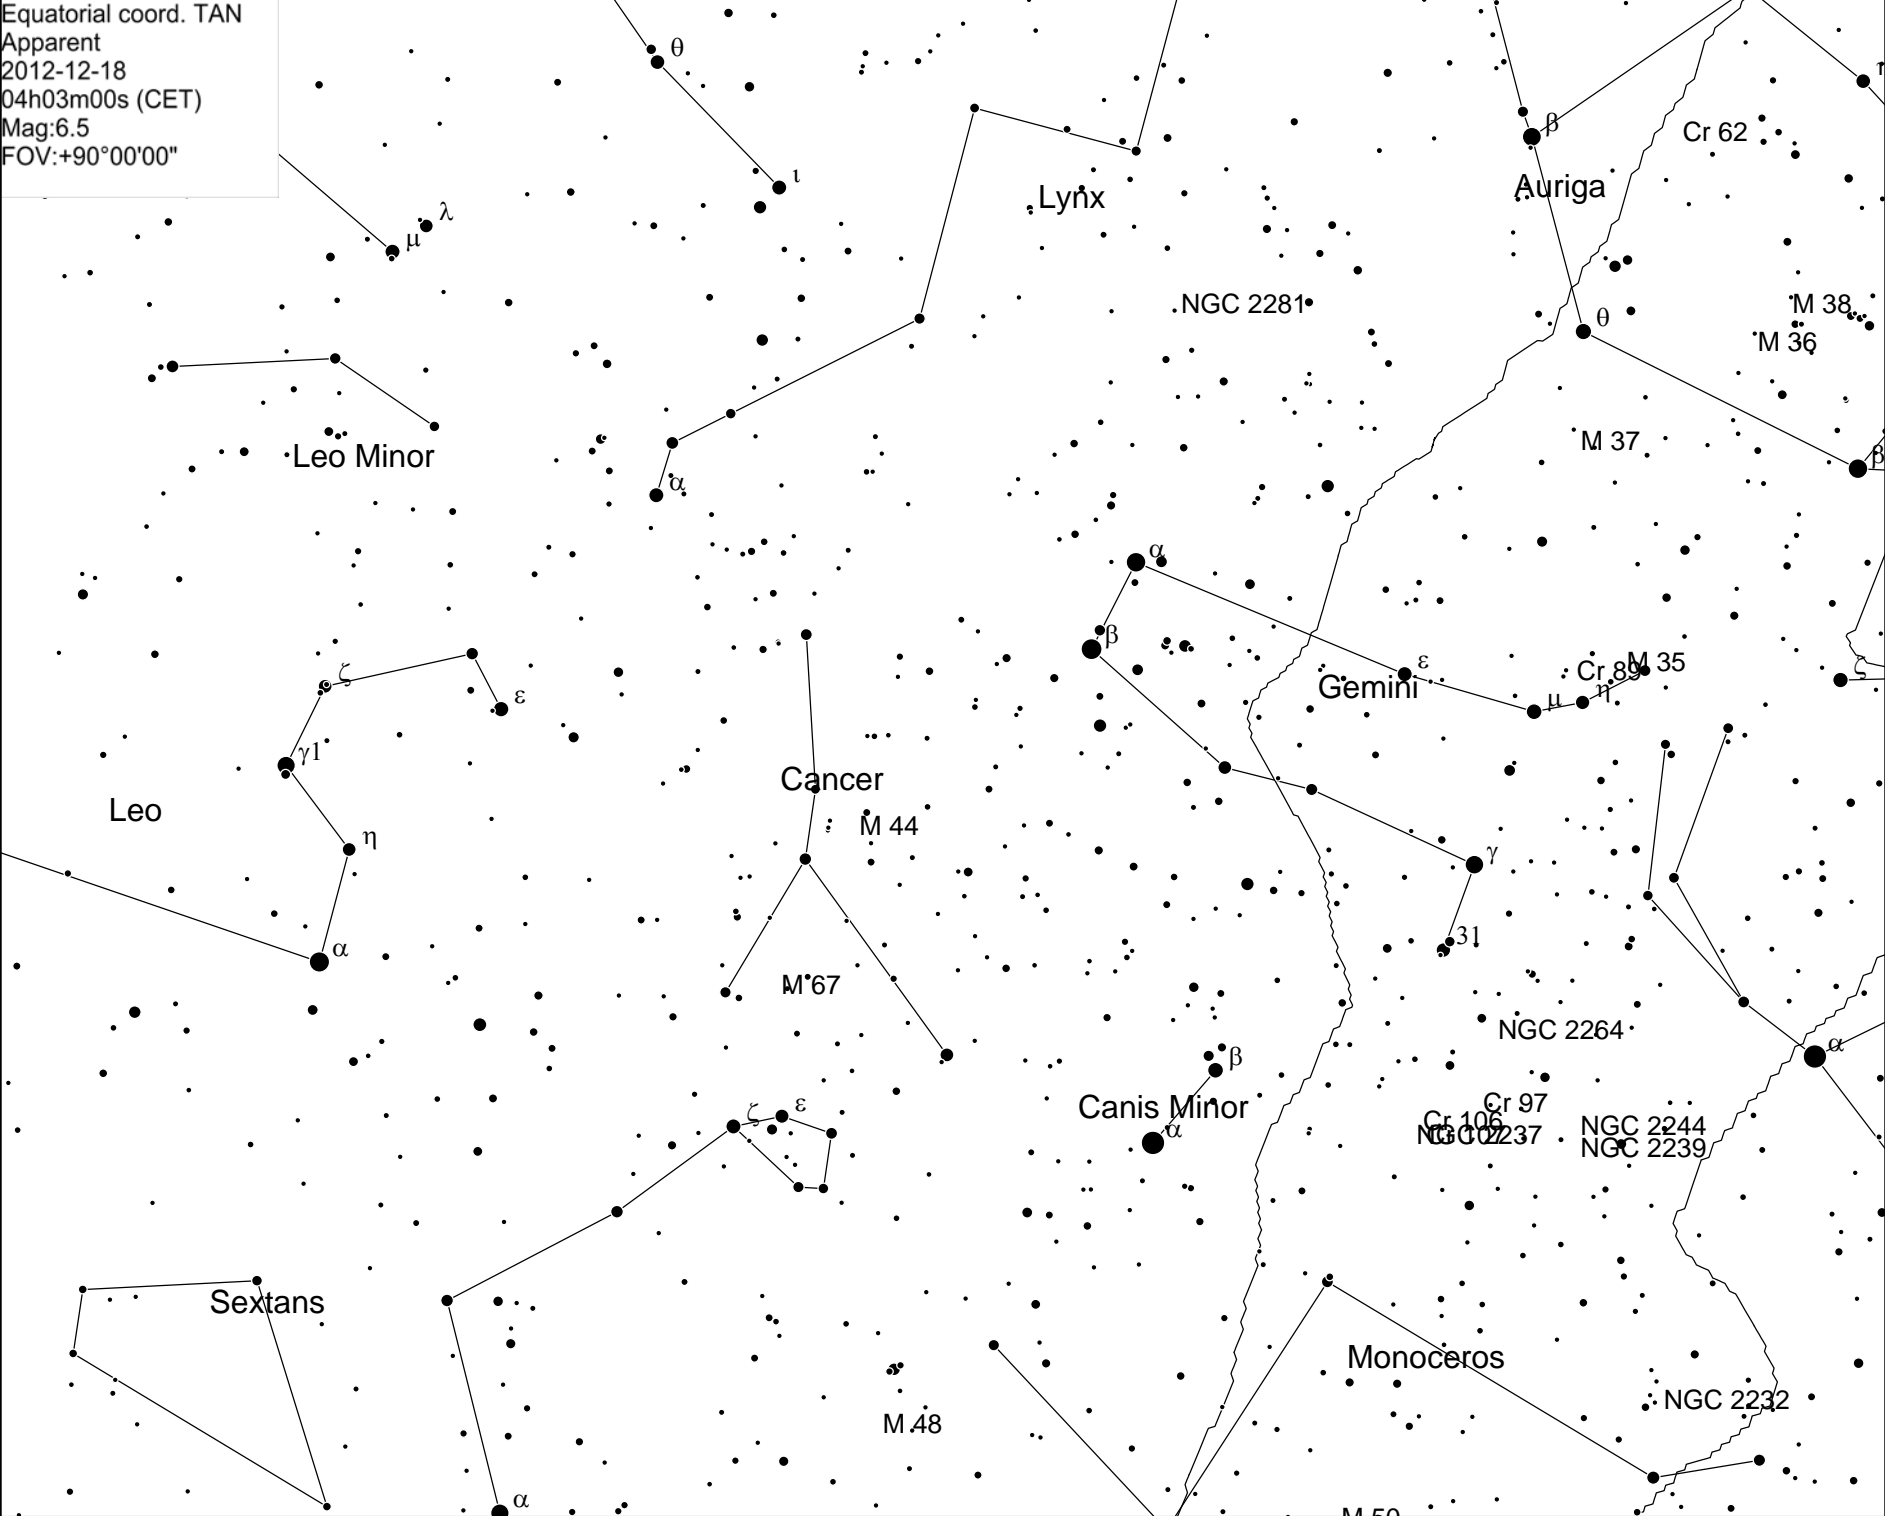 Equatorial coord. TAN
Apparent
2012-12-18
04h03m00s (CET)
Mag:6.5
FOV:+90°00'00"
θ
β
Cr 62
ι
Auriga
Lynx
λ
μ
NGC 2281
M 38
θ
M 36
M 37
Leo Minor
β
α
α
β
ζ
ε
M 35
Cr 89
ζ
Gemini
η
ε
μ
γ1
Cancer
Leo
M 44
η
γ
31
α
M 67
NGC 2264
α
β
Cr 97
Canis Minor
ε
ζ
Cr 106
NGC 2244
α
NGC 2237
NGC 2239
Sextans
Monoceros
NGC 2232
M 48
α
M 50